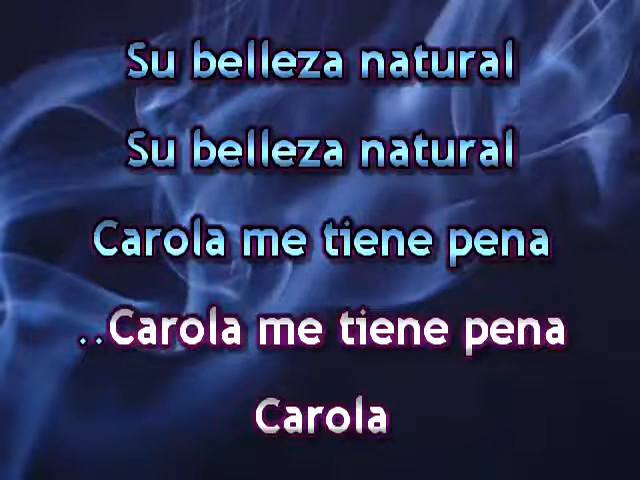 Su belleza natural
Su belleza natural
Carola me tiene pena
..Carola me tiene pena
Carola